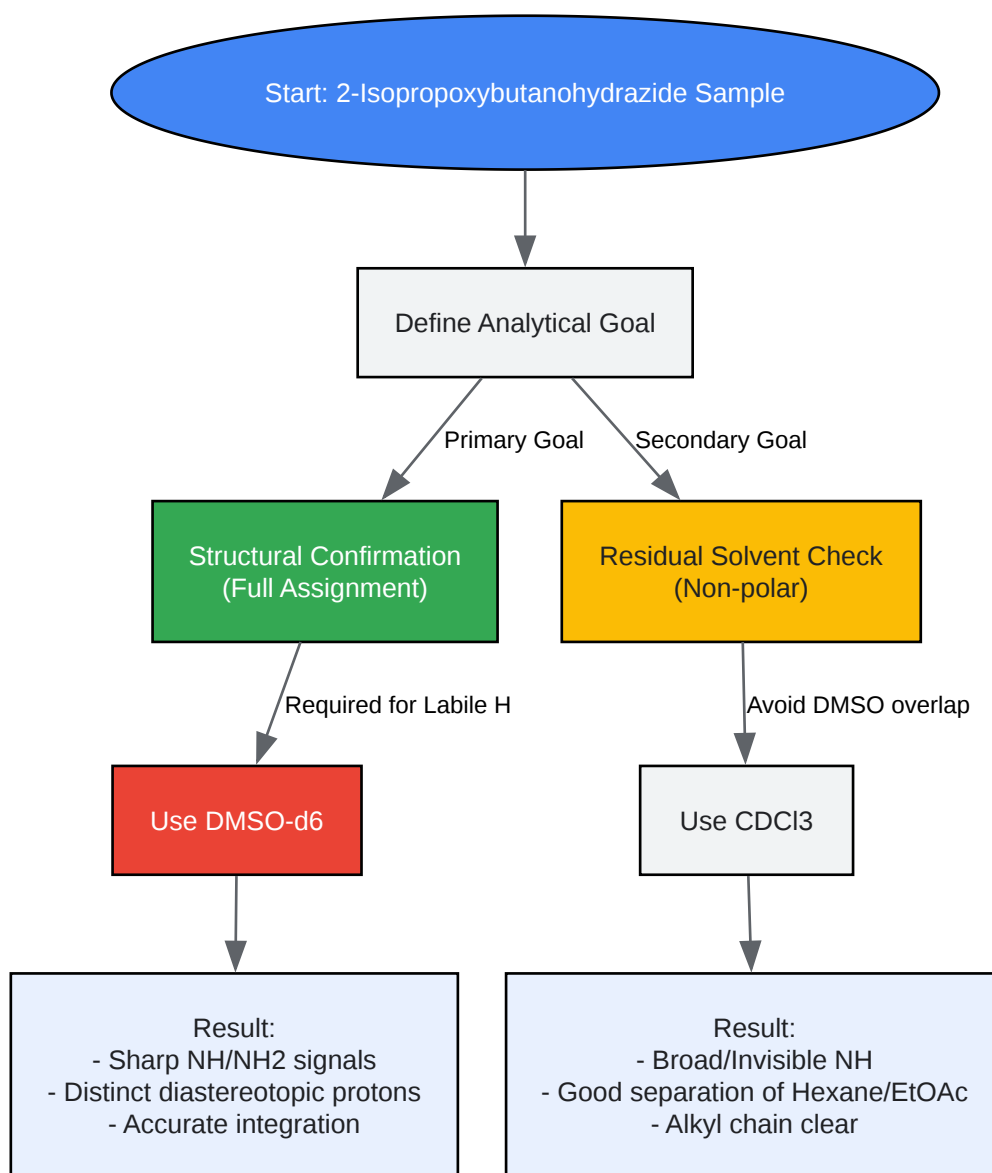 Start: 2-Isopropoxybutanohydrazide Sample
Define Analytical Goal
Primary Goal
Secondary Goal
Structural Confirmation
(Full Assignment)
Residual Solvent Check
(Non-polar)
Required for Labile H
Avoid DMSO overlap
Use DMSO-d6
Use CDCl3
Result:
- Sharp NH/NH2 signals
- Distinct diastereotopic protons
- Accurate integration
Result:
- Broad/Invisible NH
- Good separation of Hexane/EtOAc
- Alkyl chain clear